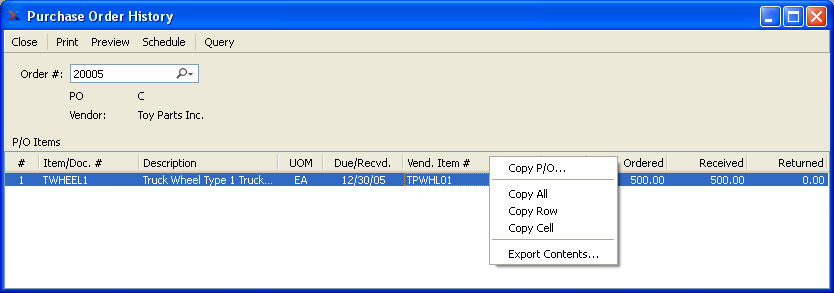 Purchase Order History
Close Print Preview Schedule Query
Order #: 20005
PO C
Vendor: Toy Parts Inc.
P/O Items
# Item/Doc. # Description UOM Due/Recvd. Vend. Item # Ordered Received Returned
1 TWHEEL1 Truck Wheel Type 1 Truck... EA 12/30/05 TPWHL01 500.00 500.00 0.00
Copy P/O...
Copy All
Copy Row
Copy Cell
Export Contents...